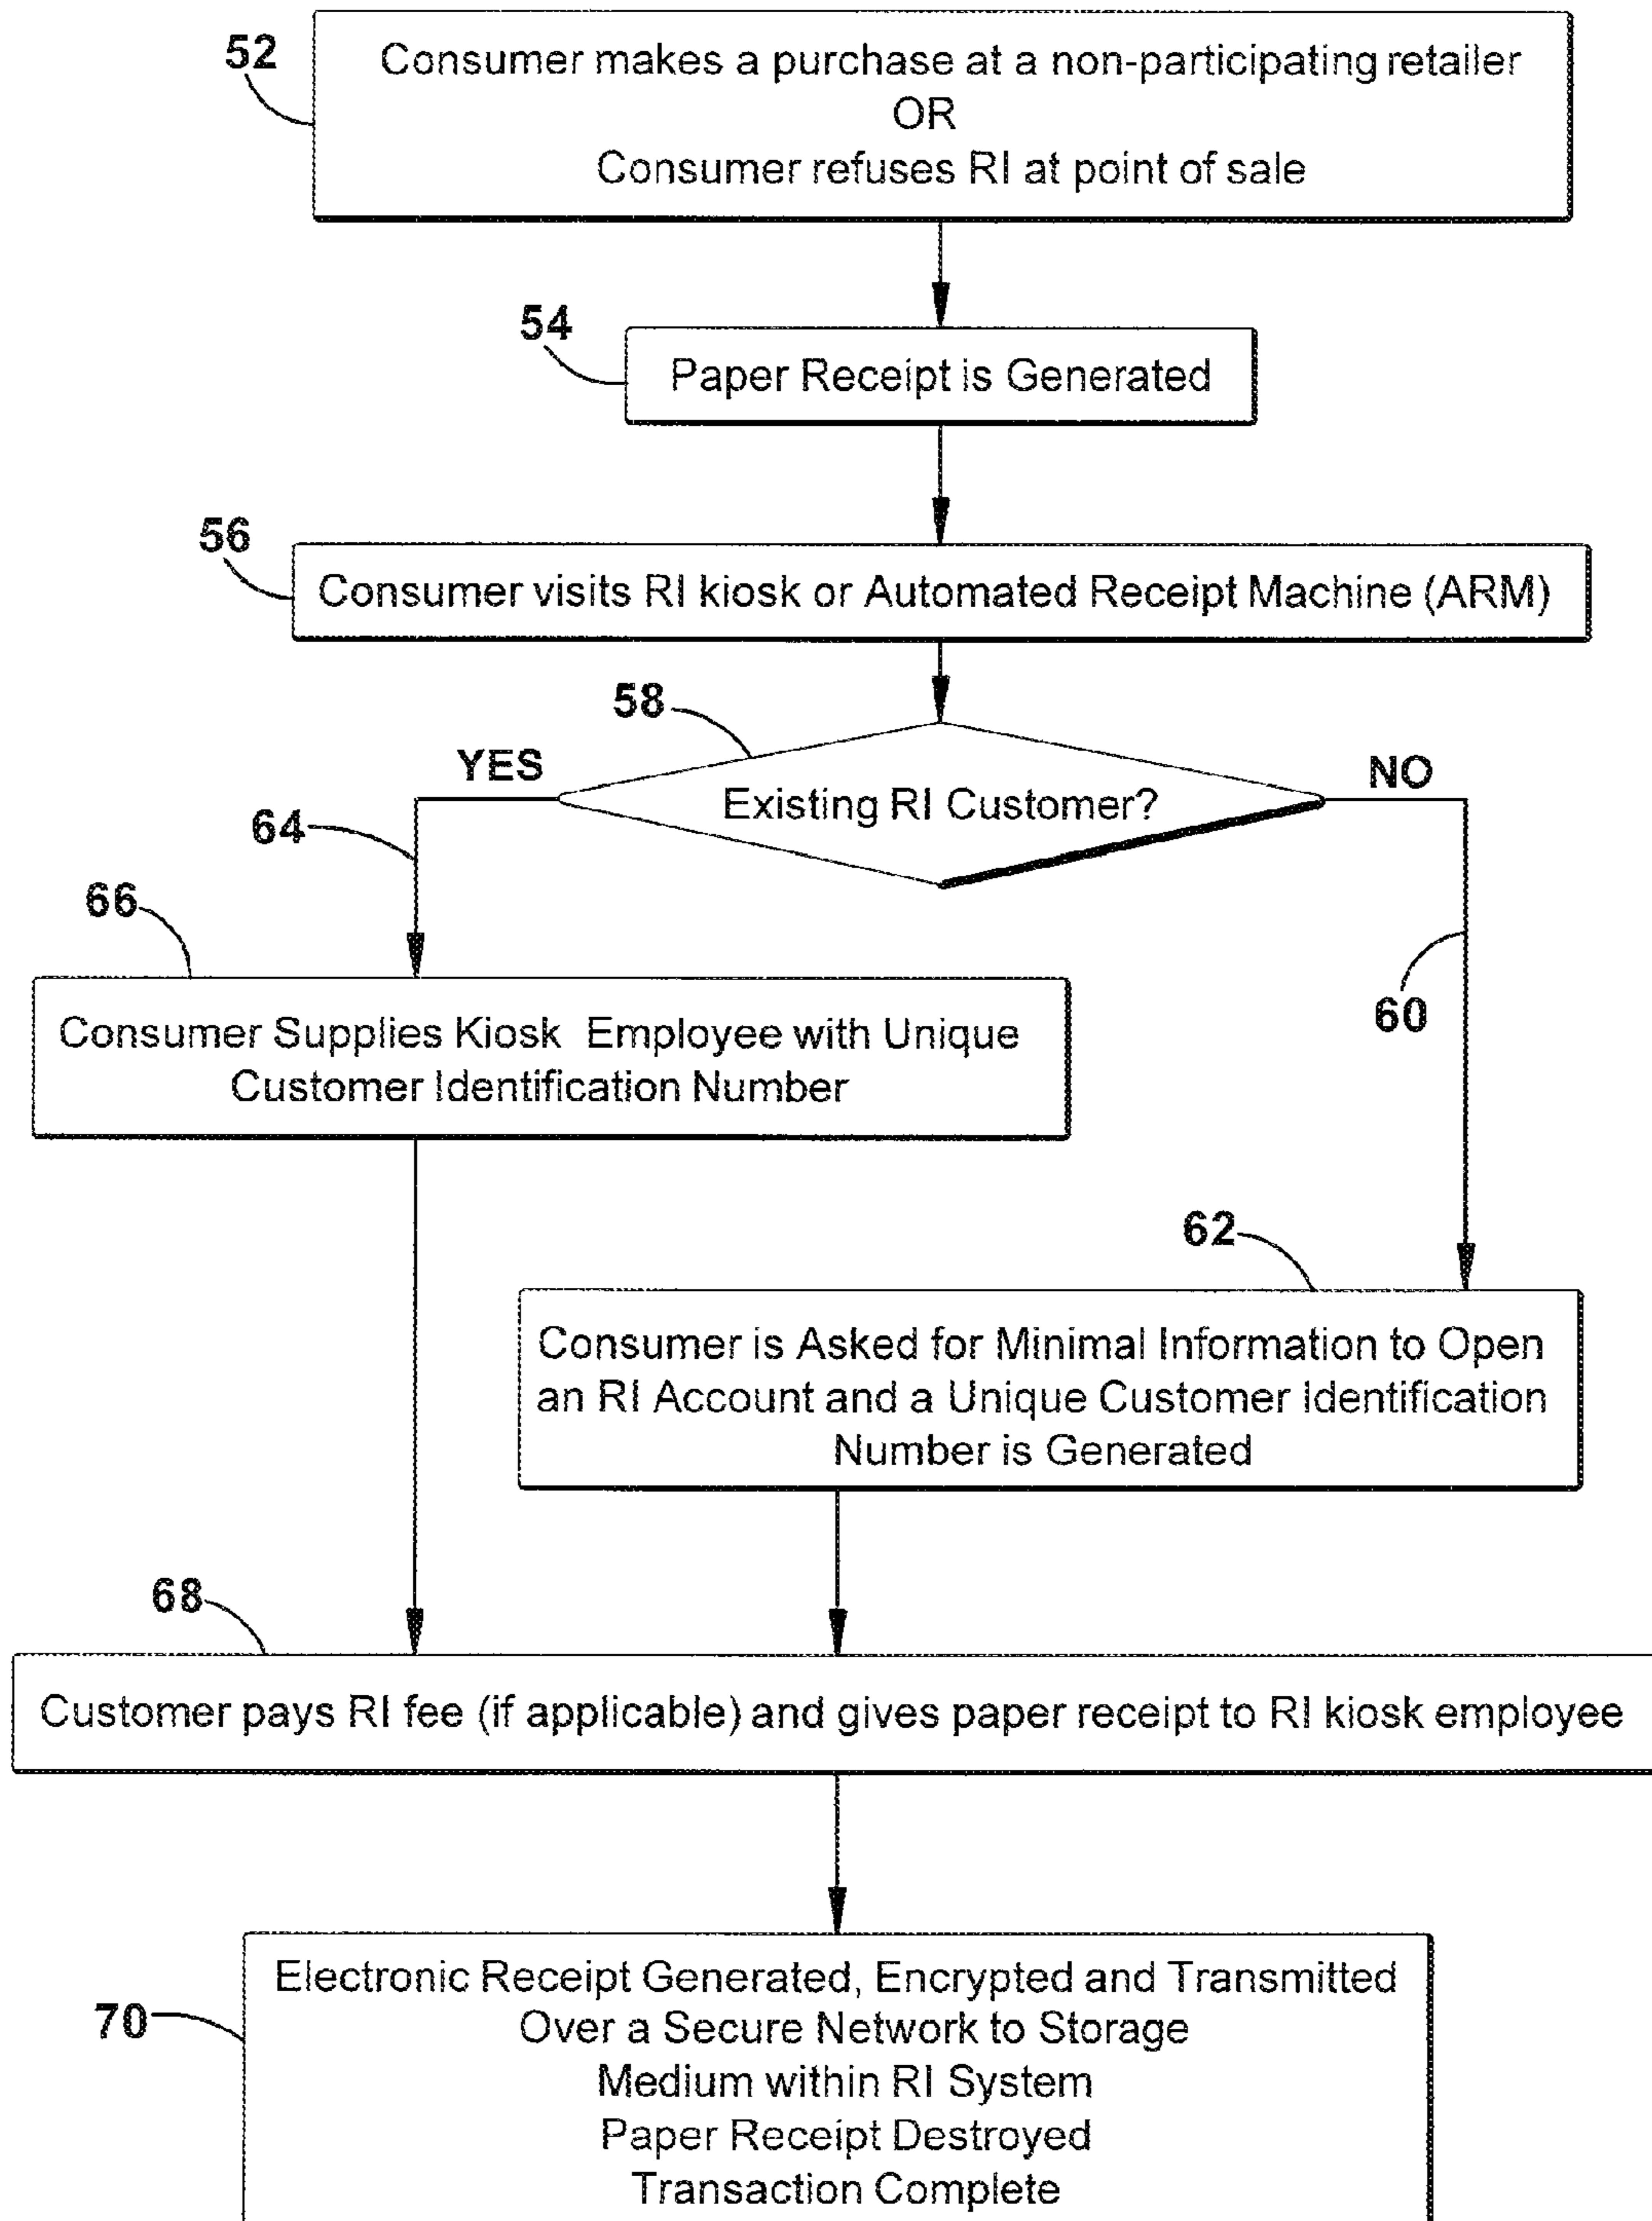 52
Consumer makes a purchase at a non-participating retailer
OR
Consumer refuses RI at point of sale
54
Paper Receipt is Generated
56
Consumer visits RI kiosk or Automated Receipt Machine (ARM)
58
YES
NO
Existing RI Customer?
64
66
60
Consumer Supplies Kiosk Employee with Unique
Customer Identification Number
62
Consumer is Asked for Minimal Information to Open
an RI Account and a Unique Customer Identification
Number is Generated
68
Customer pays RI fee (if applicable) and gives paper receipt to RI kiosk employee
70
Electronic Receipt Generated, Encrypted and Transmitted
Over a Secure Network to Storage
Medium within RI System
Paper Receipt Destroyed
Transaction Complete